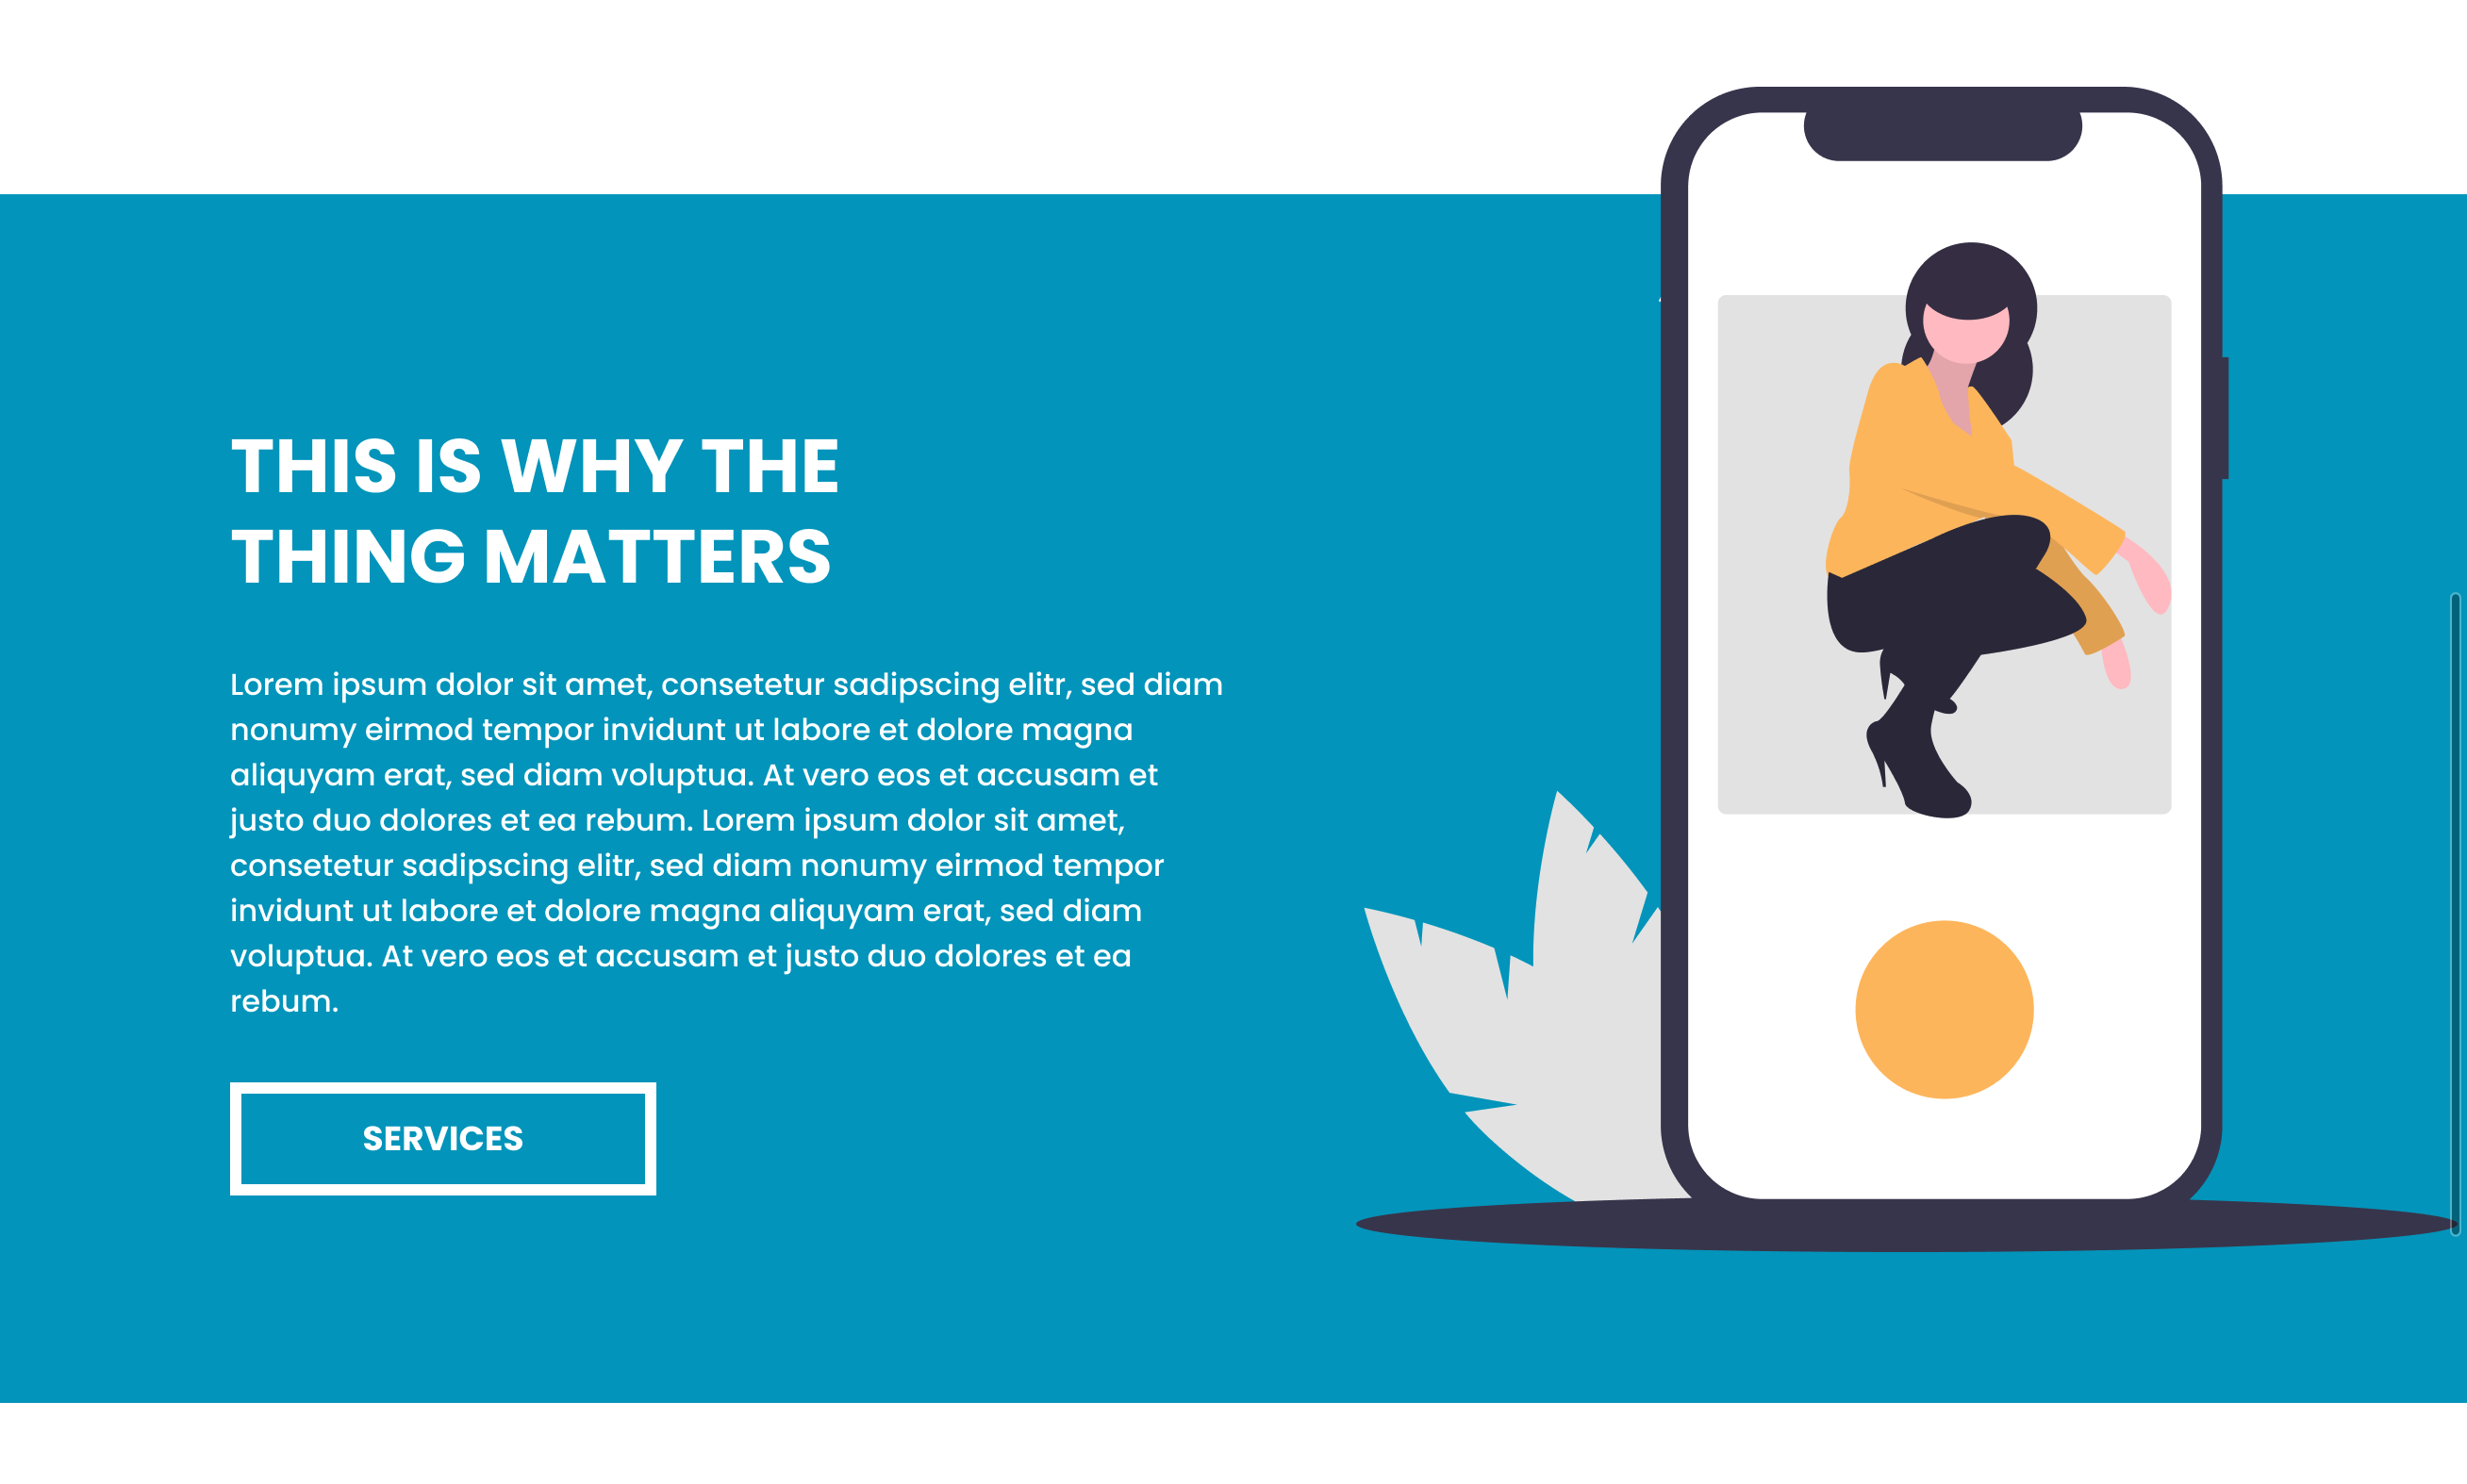 THIS IS WHY THE
THING MATTERS
Lorem ipsum dolor sit amet, consetetur sadipscing elitr, sed diam
nonumy eirmod tempor invidunt ut labore et dolore magna
aliquyam erat, sed diam voluptua. At vero eos et accusam et
justo duo dolores et ea rebum. Lorem ipsum dolor sit amet,
consetetur sadipscing elitr, sed diam nonumy eirmod tempor
invidunt ut labore et dolore magna aliquyam erat, sed diam
voluptua. At vero eos et accusam et justo duo dolores et ea
rebum.
SERVICES